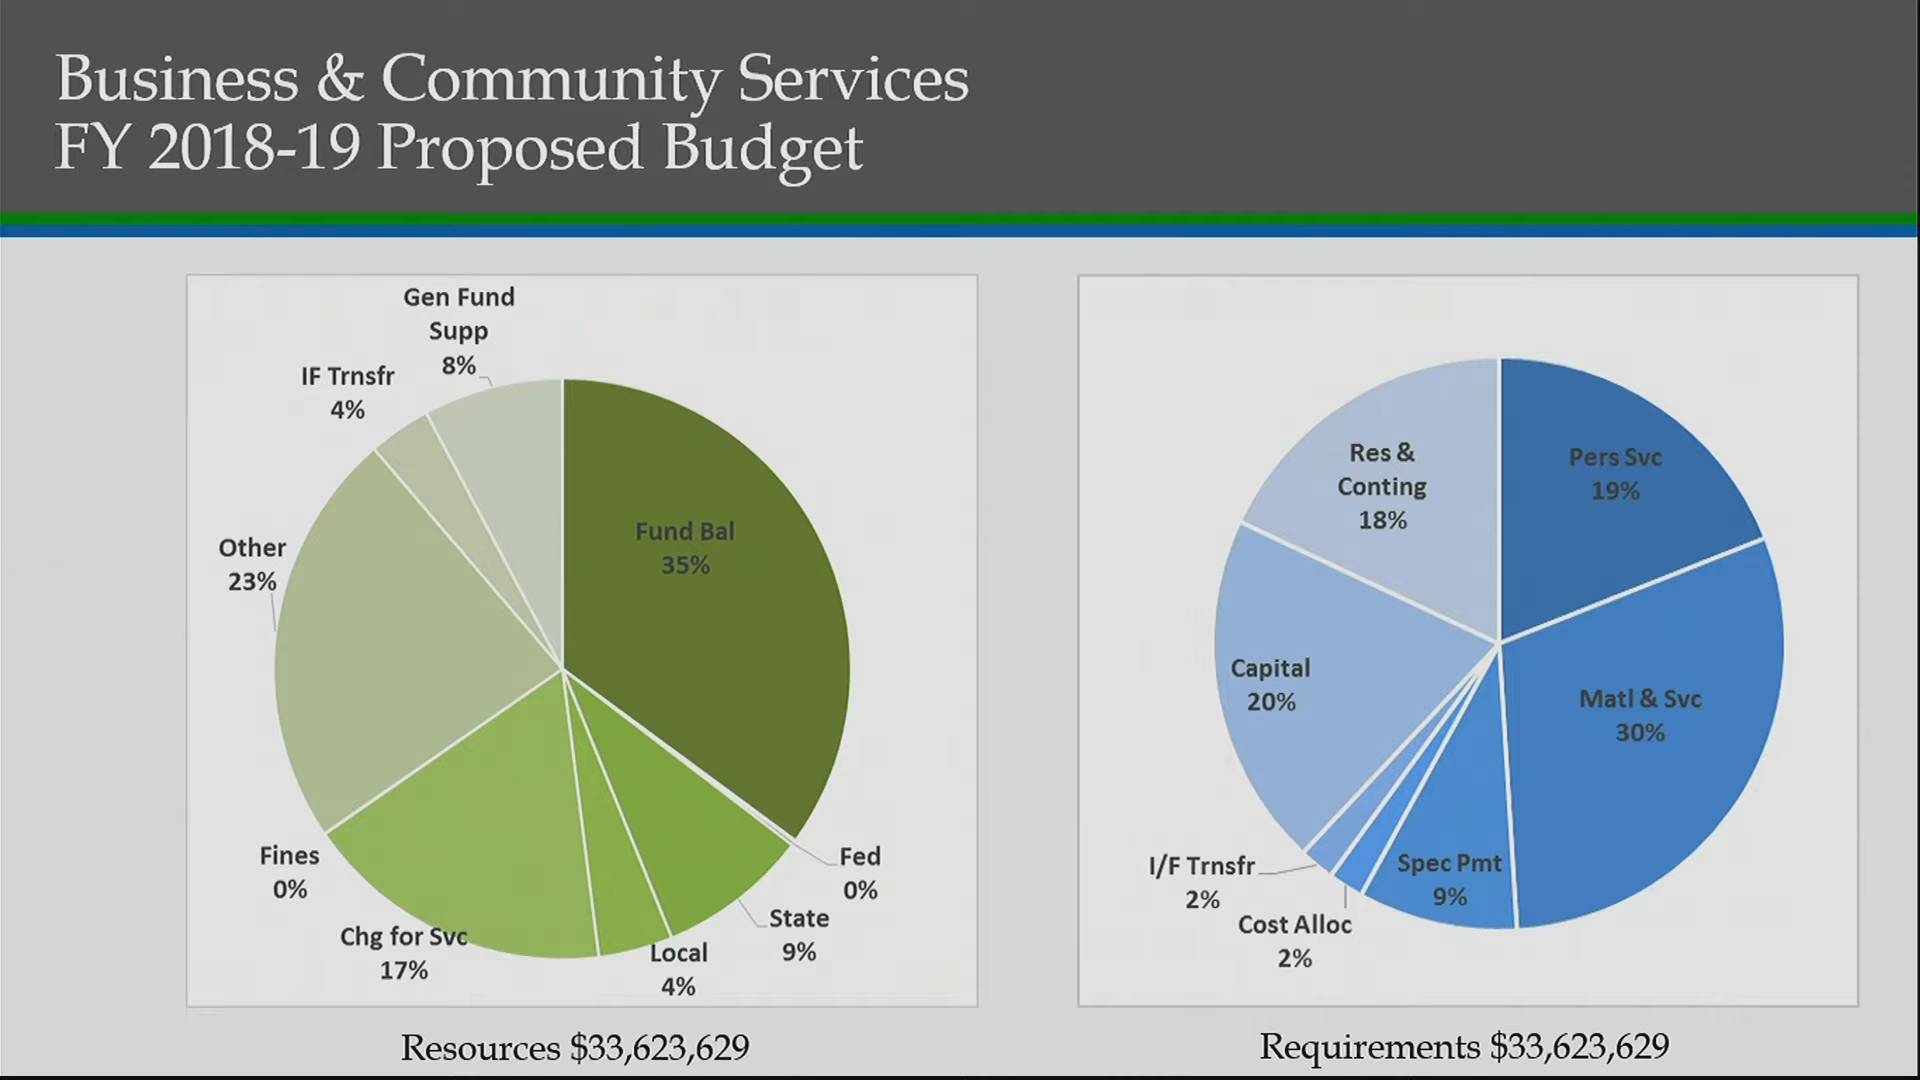 Business & Community Services
FY 2018-19 Proposed Budget
Gen Fund
Supp
8%
IF Trnsfr
4%
Other
23%
Fund Bal
35%
Fines
0%
Chg for Svc
17%
Local
4%
State
9%
Fed
0%
Resources $33,623,629
Res &
Conting
18%
Pers Svc
19%
Capital
20%
Matl & Svc
30%
I/F Trnsfr
2%
Cost Alloc
2%
Spec Pmt
9%
Requirements $33,623,629